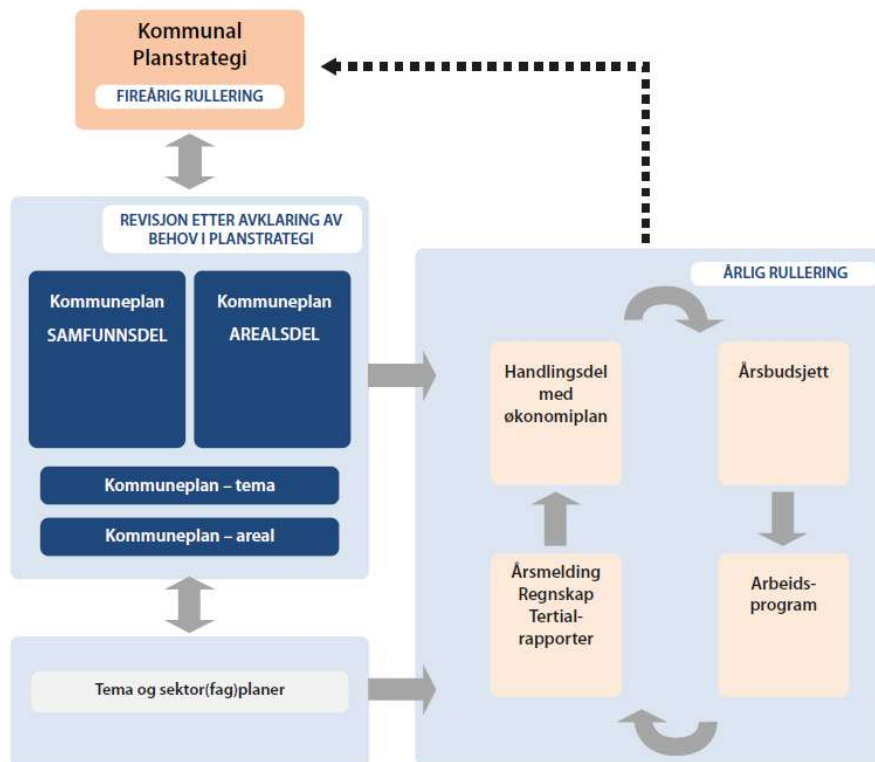 Kommunal
Planstrategi
FIREÅRIG RULLERING
REVISJON ETTER AVKLARING AV
BEHOV I PLANSTRATEGI
Kommuneplan
SAMFUNNSDEL
Kommuneplan
AREALSDEL
Kommuneplan – tema
Kommuneplan – areal
Tema og sektor(fag)planer
ÅRLIG RULLERING
Handlingsdel
med
økonomiplan
Årsbudsjett
Årsmelding
Regnskap
Tertial-
rapporter
Arbeids-
program